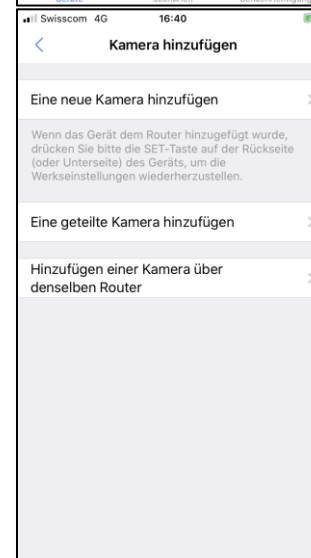 Swisscom 4G 16:40
Kamera hinzufügen
Eine neue Kamera hinzufügen
Wenn das Gerät dem Router hinzugefügt wurde,
drücken Sie bitte die SET-Taste auf der Rückseite
(oder Unterseite) des Geräts, um die
Werkseinstellungen wiederherzustellen.
Eine geteilte Kamera hinzufügen
Hinzufügen einer Kamera über
denselben Router